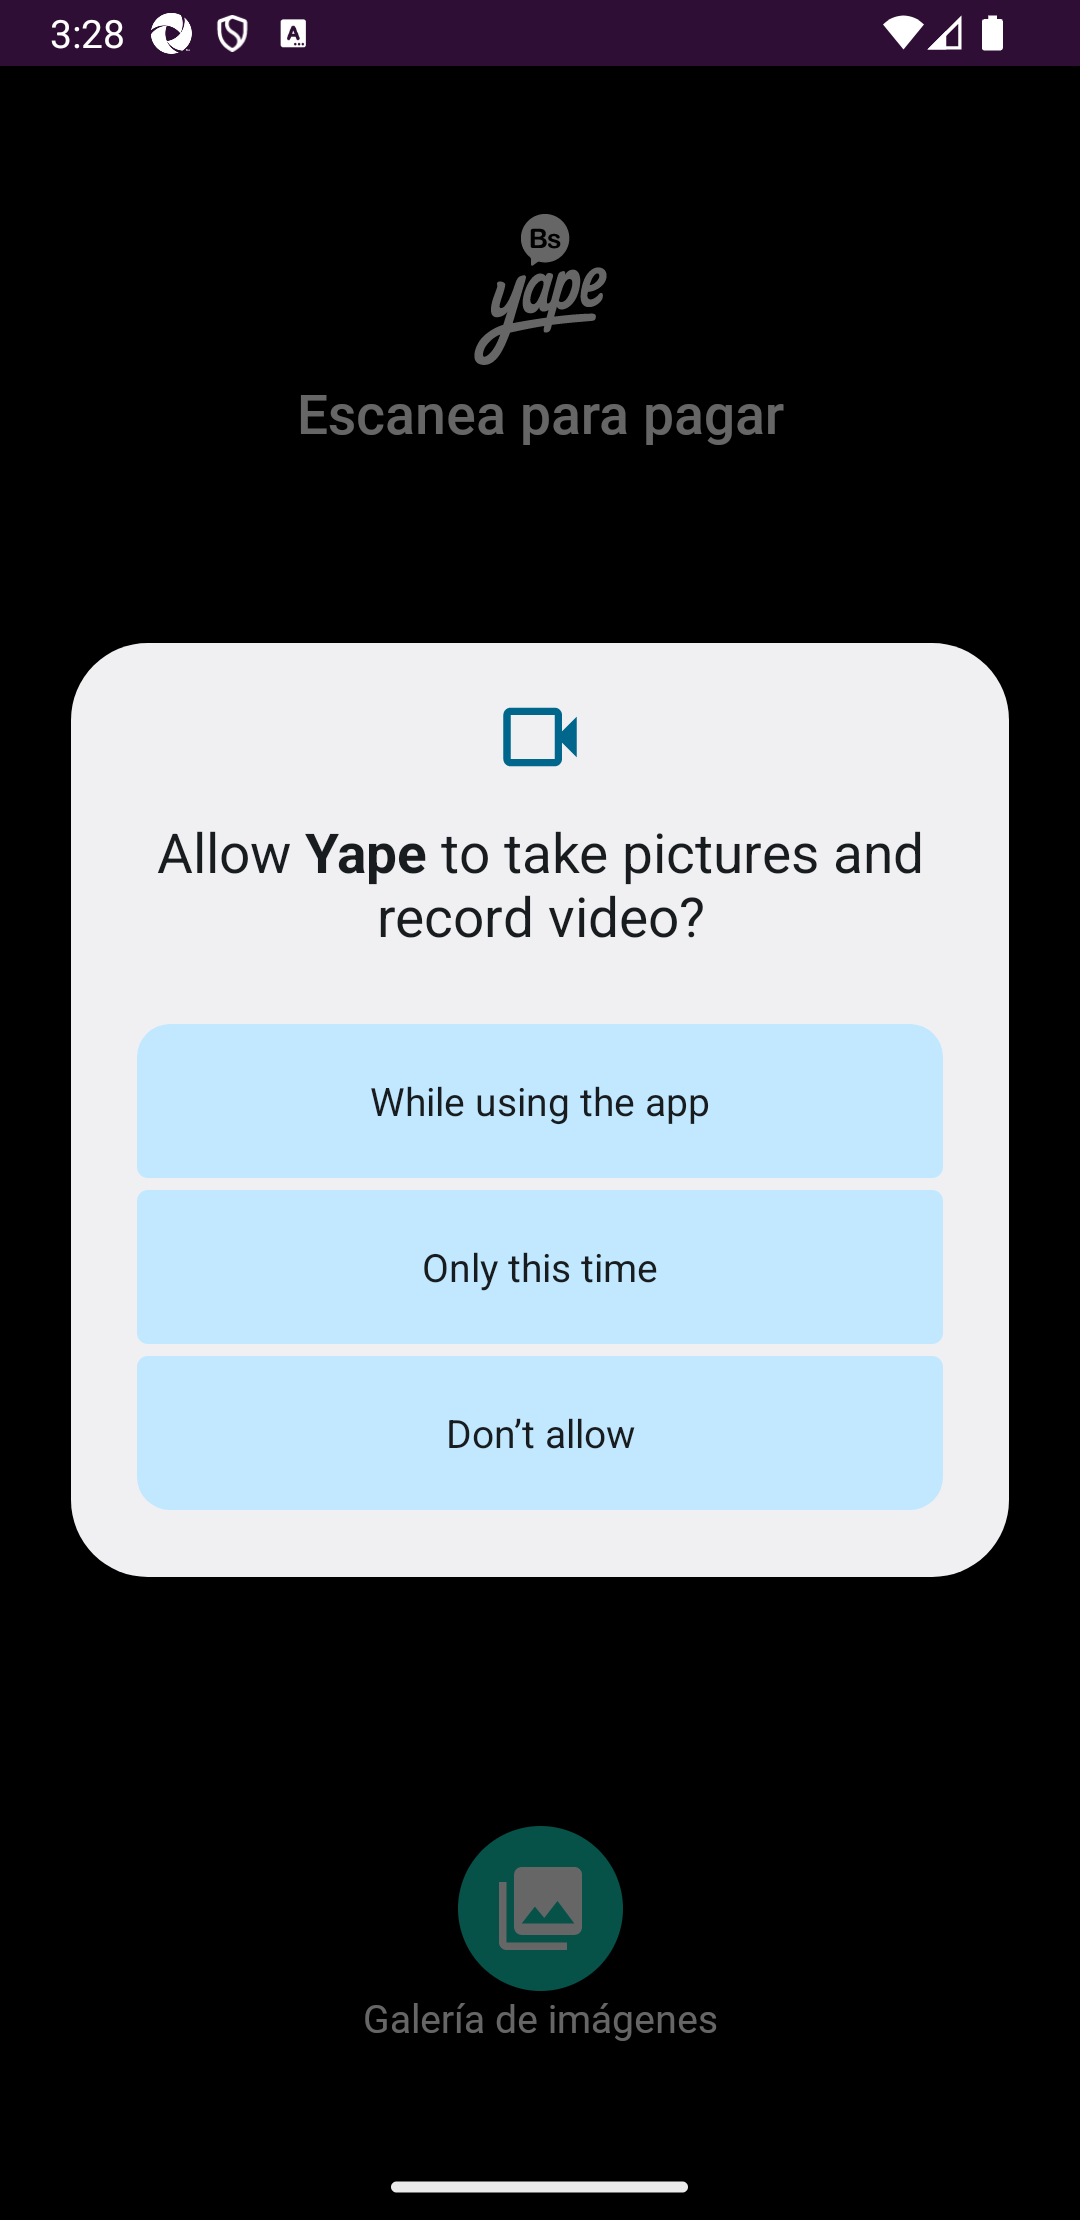 3:28
Bs
yape
Escanea para pagar
Allow Yape to take pictures and
record video?
While using the app
Only this time
Don’t allow
Galería de imágenes